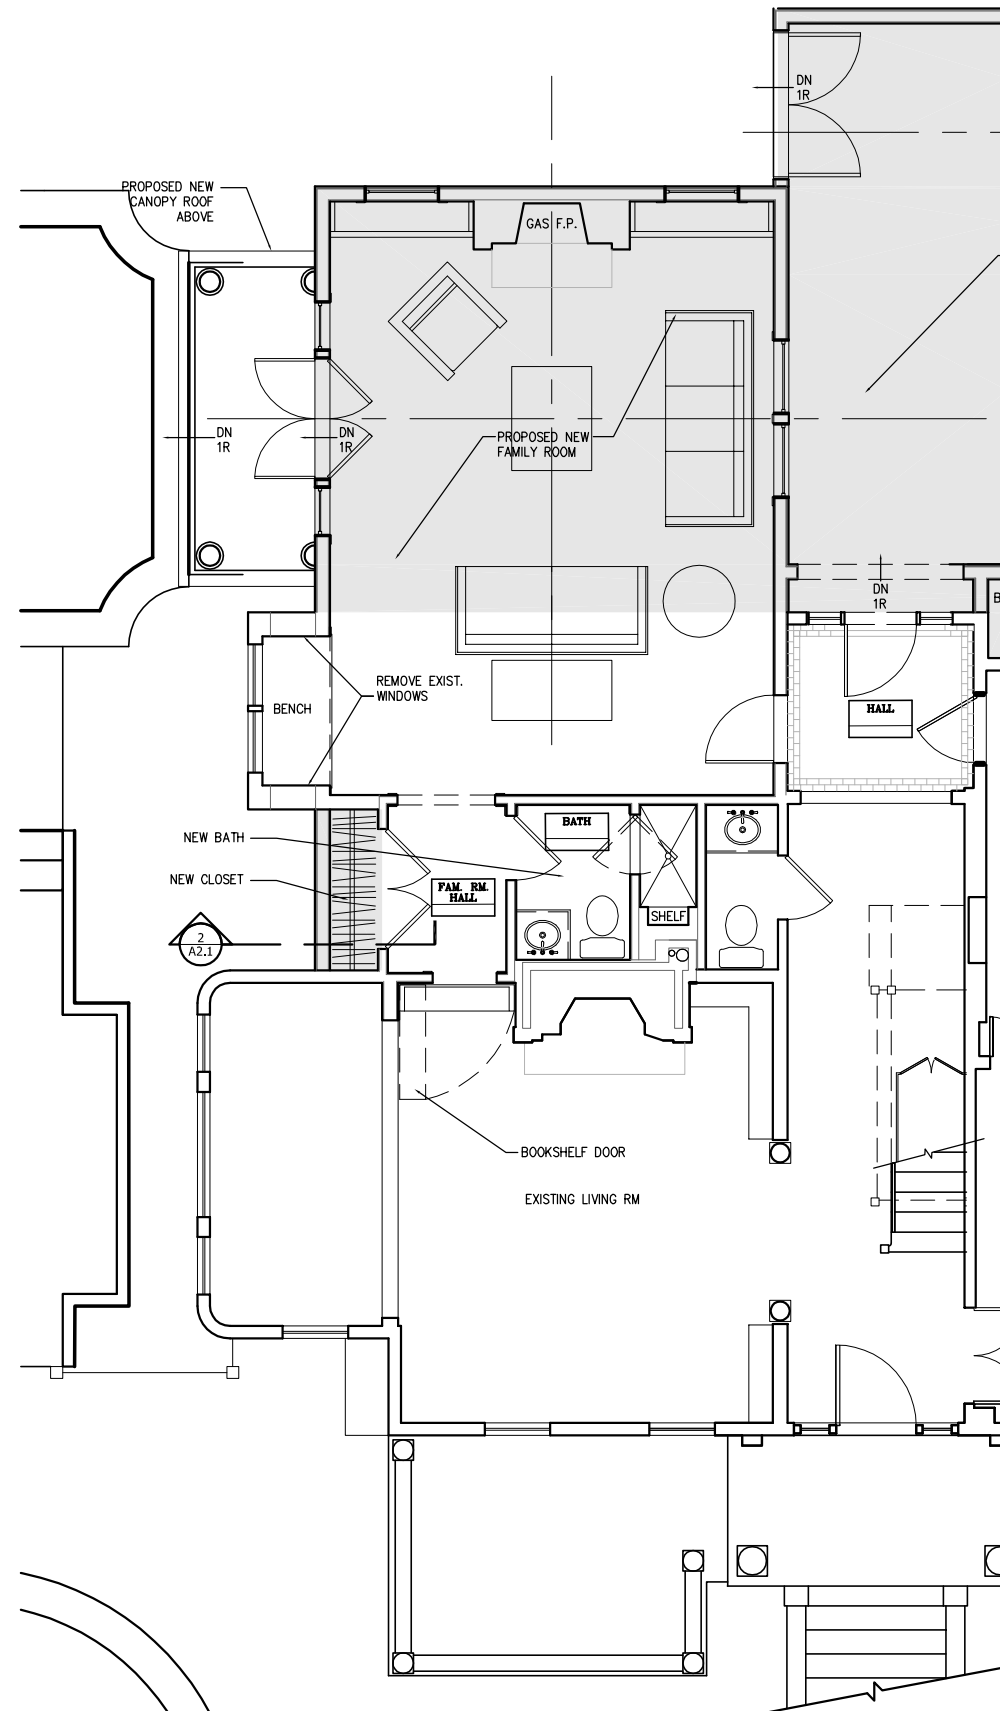 DN
1R
PROPOSED NEW
CANOPY ROOF
ABOVE
GAS F.P.
DN
1R
DN
1R
PROPOSED NEW
FAMILY ROOM
DN
1R
B
REMOVE EXIST.
WINDOWS
BENCH
HALL
NEW BATH
BATH
NEW CLOSET
FAM. RM.
HALL
SHELF
2
A2.1
BOOKSHELF DOOR
EXISTING LIVING RM